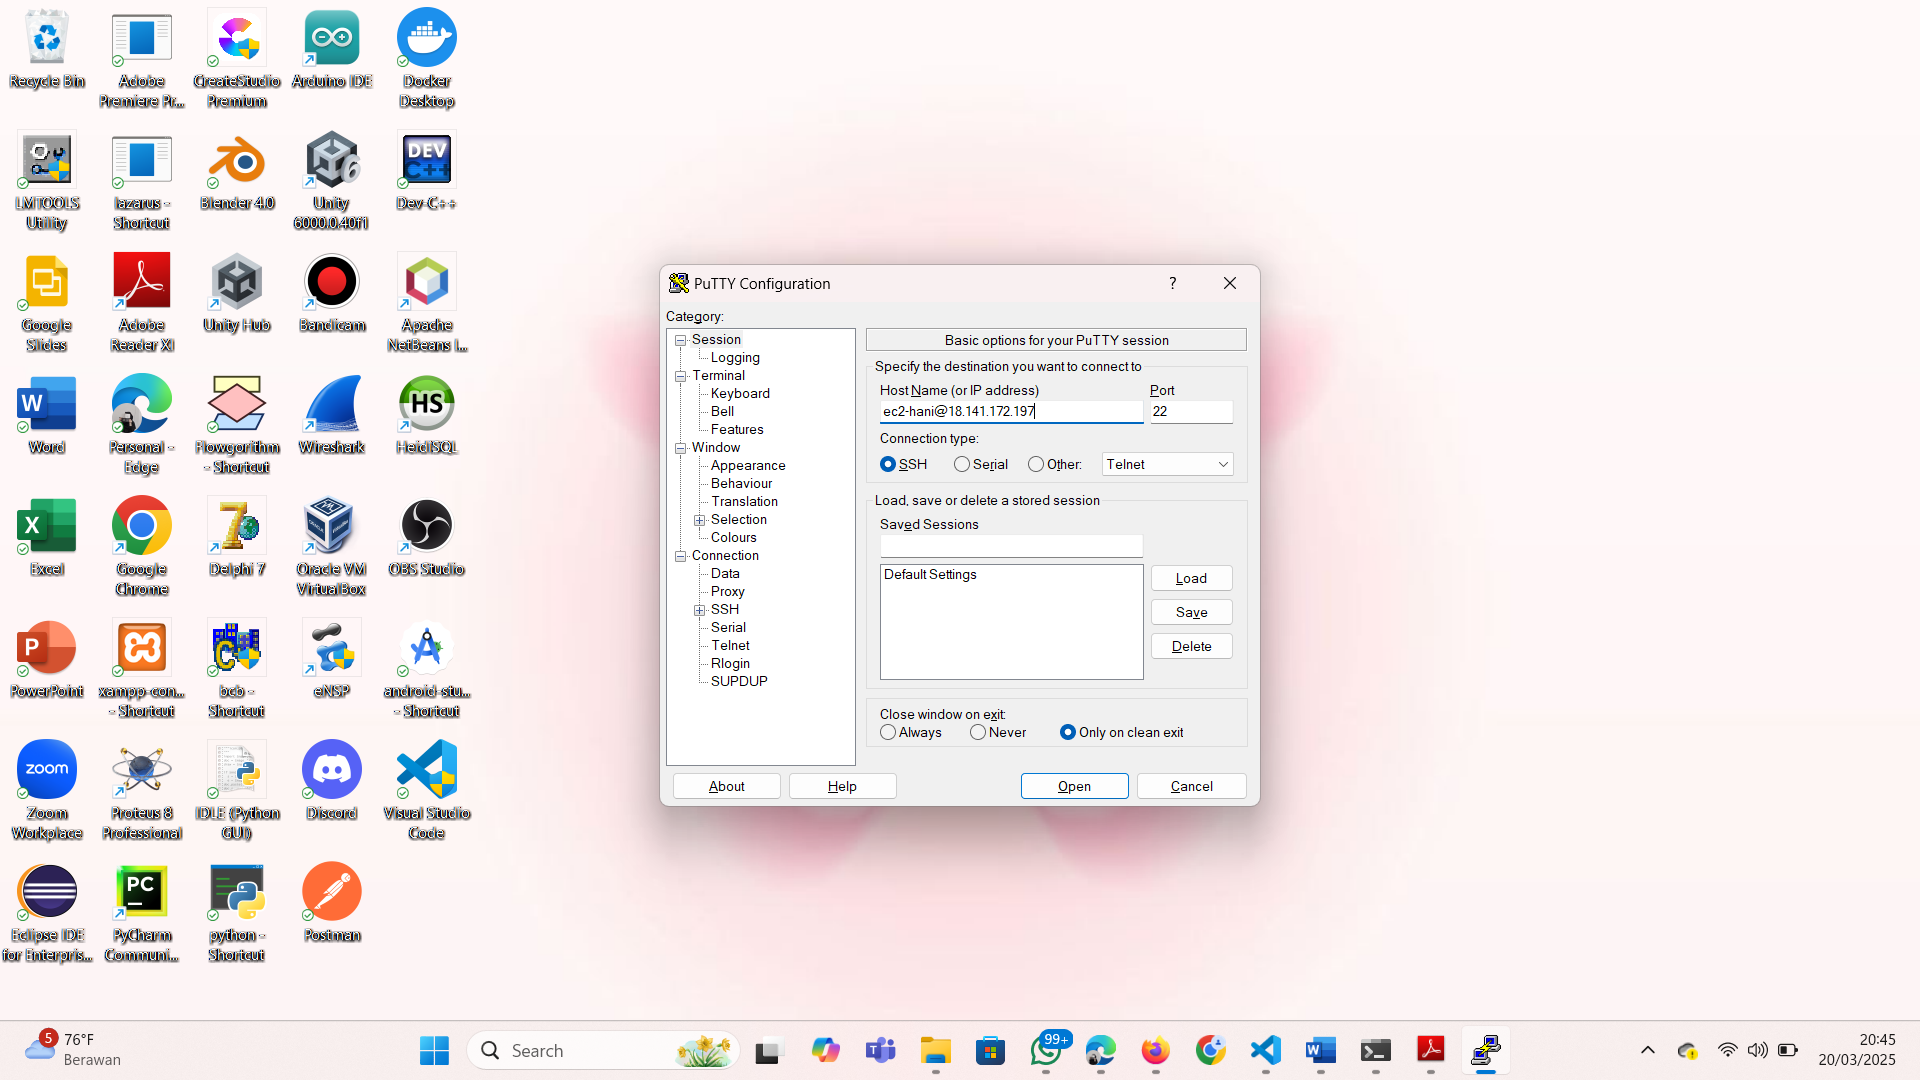 Recycle Bin
Adobe
Premiere Pr...
CreateStudio
Premium
Arduino IDE
Docker
Desktop
LMTOOLS
Utility
lazarus -
Shortcut
Blender 4.0
6
Unity
6000.0.40f1
DEV
C++
Dev-C++
Google
Slides
Adobe
Reader XI
Unity Hub
Bandicam
Apache
NetBeans I...
W
Word
Personal -
Edge
Flowgorithm
- Shortcut
Wireshark
HS
HeidiSQL
X
Excel
Google
Chrome
7
Delphi 7
Oracle VM
VirtualBox
OBS Studio
P
PowerPoint
xampp-con...
- Shortcut
bcb -
Shortcut
eNSP
android-stu...
- Shortcut
zoom
Zoom
Workplace
Proteus 8
Professional
IDLE (Python
GUI)
Discord
Visual Studio
Code
Eclipse IDE
for Enterpris...
PC
PyCharm
Communi...
python -
Shortcut
Postman
PuTTY Configuration
?
Category:
Session
Logging
Terminal
Keyboard
Bell
Features
Window
Appearance
Behaviour
Translation
Selection
Colours
Connection
Data
Proxy
SSH
Serial
Telnet
Rlogin
SUPDUP
Basic options for your PuTTY session
Specify the destination you want to connect to
Host Name (or IP address) Port
ec2-hani@18.141.172.197 22
Connection type:
SSH Serial Other: Telnet
Load, save or delete a stored session
Saved Sessions
Default Settings
Load
Save
Delete
Close window on exit:
Always Never Only on clean exit
About Help Open Cancel
5
76°F
Berawan
Search
99+
20:45
20/03/2025